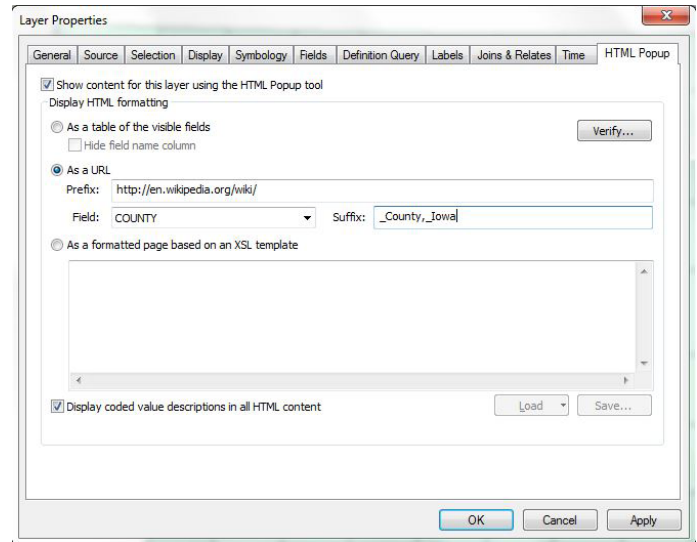 Layer Properties
General Source Selection Display Symbology Fields Definition Query Labels Joins & Relates Time HTML Popup
Show content for this layer using the HTML Popup tool
Display HTML formatting
As a table of the visible fields
Verify...
Hide field name column
As a URL
Prefix: http://en.wikipedia.org/wiki/
Field: COUNTY Suffix: _County,_Iowa
As a formatted page based on an XSL template
Display coded value descriptions in all HTML content Load Save...
OK Cancel Apply